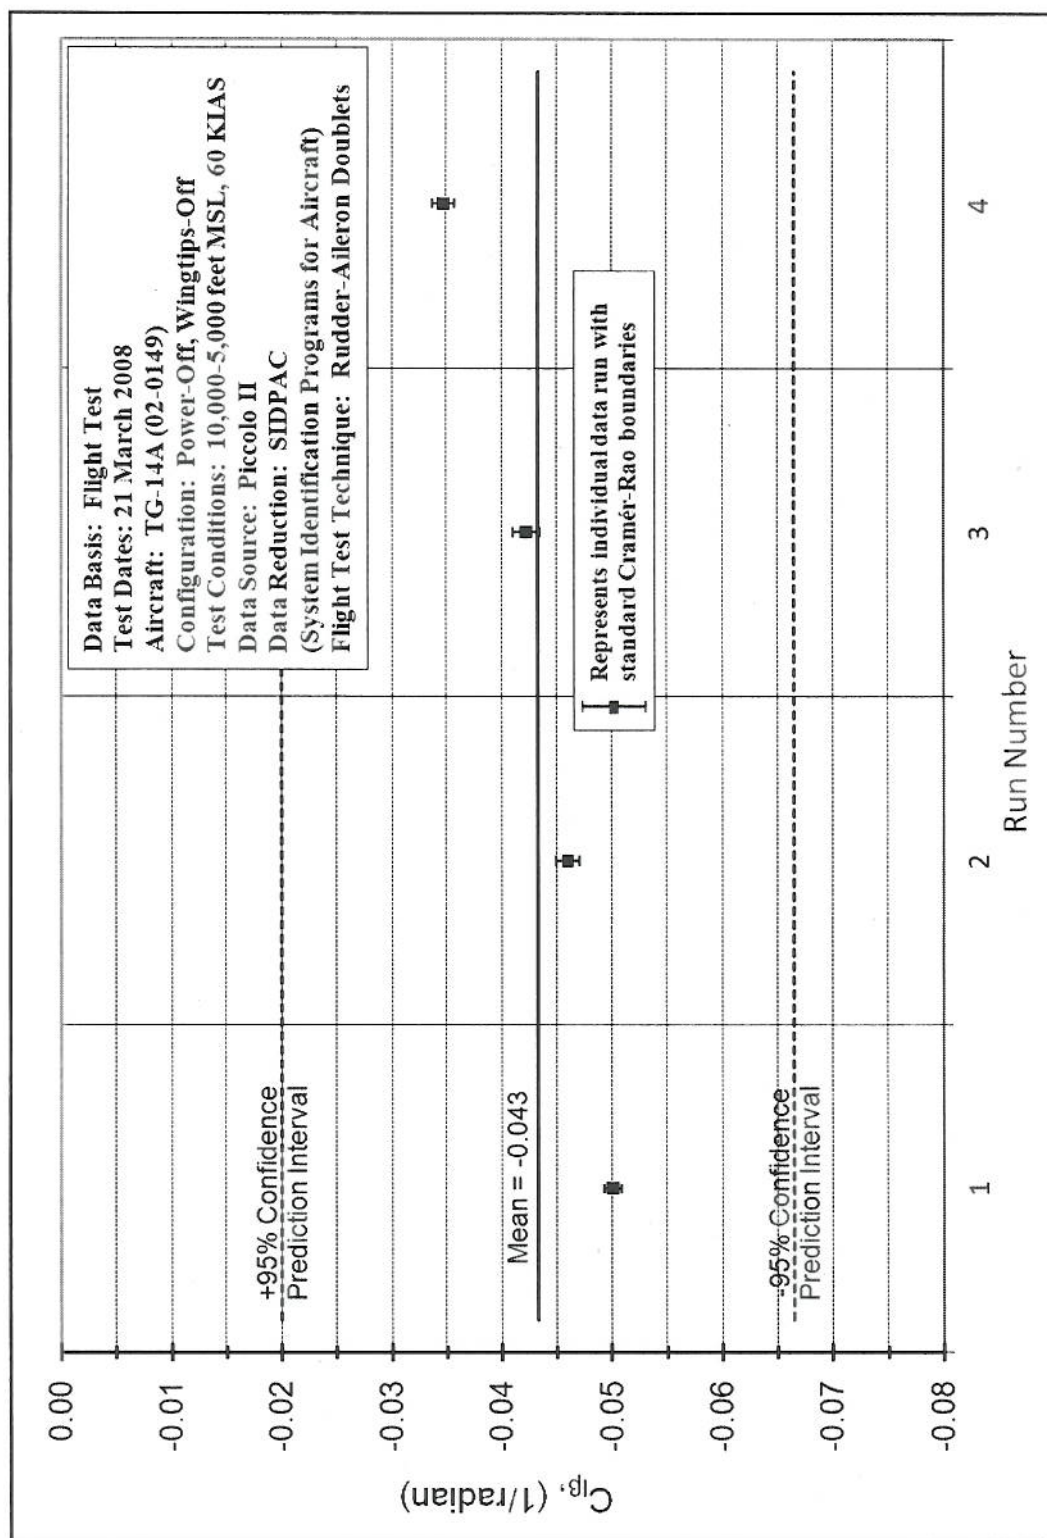 Data Basis: Flight Test
Test Dates: 21 March 2008
Aircraft: TG-14A (02-0149)
Configuration: Power-Off, Wingtips-Off
Test Conditions: 10,000-5,000 feet MSL, 60 KIAS
Data Source: Piccolo II
Data Reduction: SIDPAC
(System Identification Programs for Aircraft)
Flight Test Technique: Rudder-Aileron Doublets
+95% Confidence
Prediction Interval
Mean = -0.043
Represents individual data run with
standard Cramér-Rao boundaries
-95% Confidence
Prediction Interval
0.00
-0.01
-0.02
-0.03
-0.04
-0.05
-0.06
-0.07
-0.08
Clβ, (1/radian)
1
2
3
4
Run Number